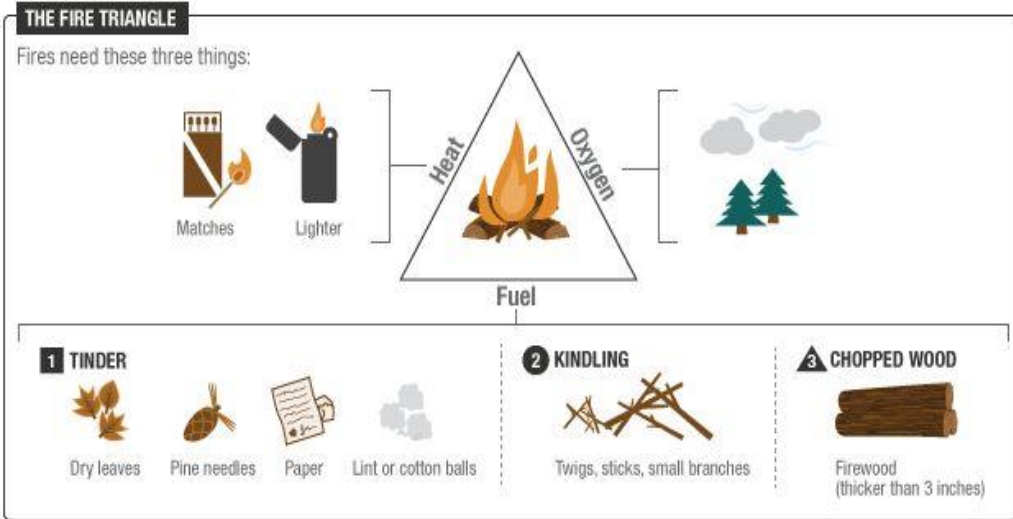 THE FIRE TRIANGLE
Fires need these three things:
Heat
Oxygen
Matches
Lighter
Fuel
1 TINDER
Dry leaves
Pine needles
Paper
Lint or cotton balls
2 KINDLING
Twigs, sticks, small branches
3 CHOPPED WOOD
Firewood
(thicker than 3 inches)